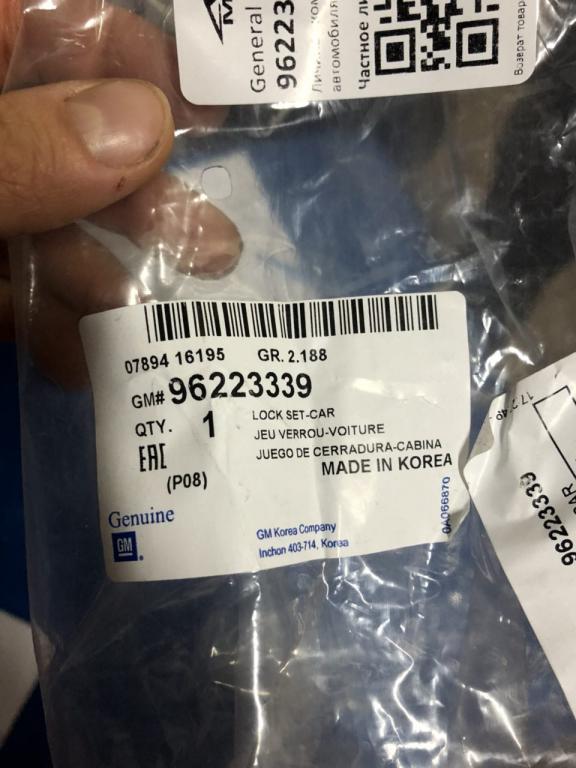 М
General
96223
автомобиля
Частное ли
Возврат товар
07894 16195 GR. 2.188
GM# 96223339
QTY. 1
LOCK SET-CAR
JEU VERROU-VOITURE
JUEGO DE CERRADURA-CABINA
MADE IN KOREA
EAC
(P08)
0A066870
Genuine
GM
GM Korea Company
Inchon 403-714, Korea
96223339